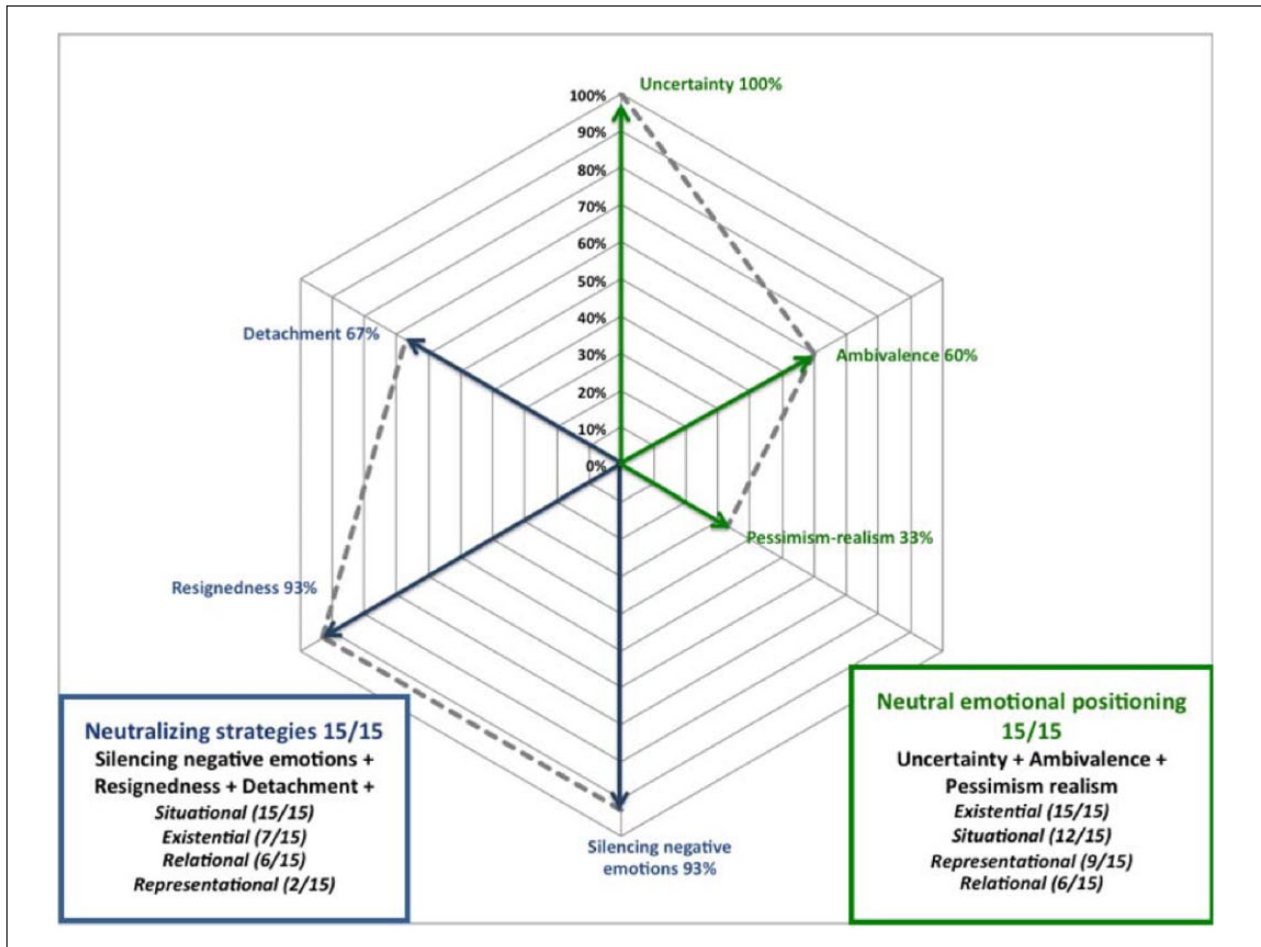 Uncertainty 100%
100%
90%
80%
70%
60%
50%
40%
30%
20%
10%
0%
Detachment 67%
Ambivalence 60%
Pessimism-realism 33%
Resignedness 93%
Silencing negative
emotions 93%
Neutralizing strategies 15/15
Silencing negative emotions +
Resignedness + Detachment +
Situational (15/15)
Existential (7/15)
Relational (6/15)
Representational (2/15)
Neutral emotional positioning
15/15
Uncertainty + Ambivalence +
Pessimism realism
Existential (15/15)
Situational (12/15)
Representational (9/15)
Relational (6/15)